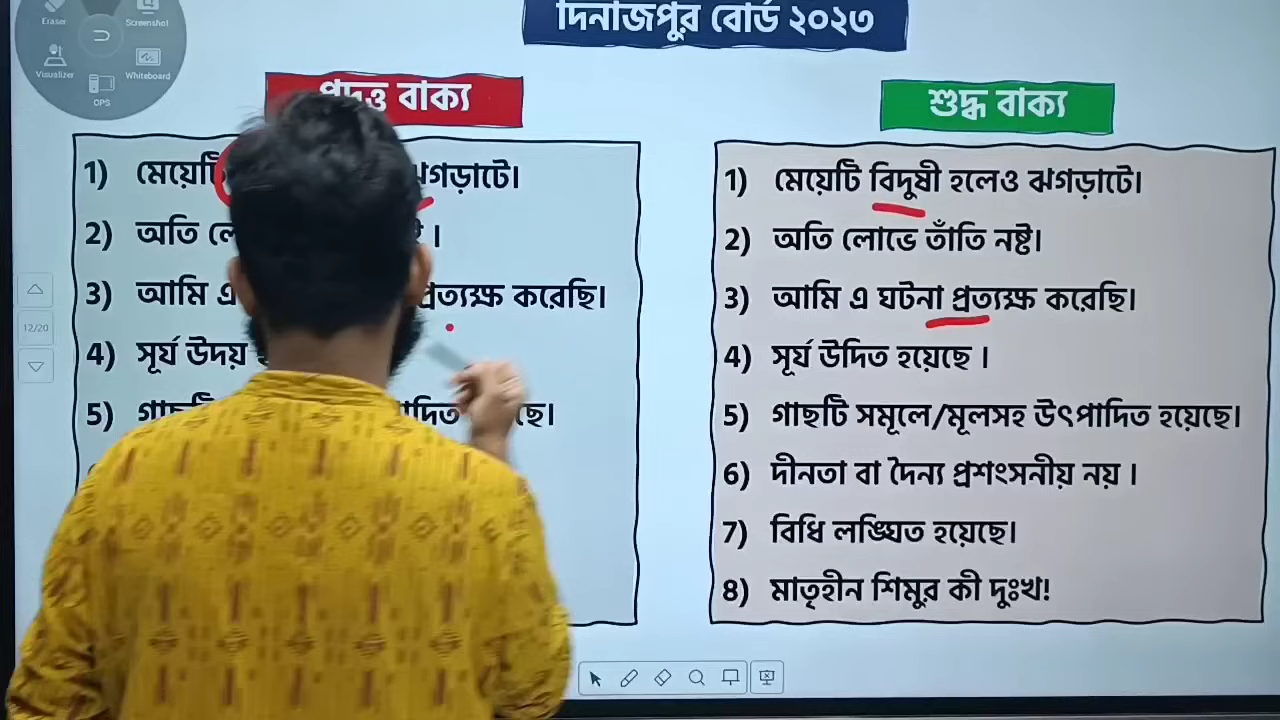 Eraser
Screenshot
Visualizer
Whiteboard
OPS
দিনাজপুর বোর্ড ২০২৩
প্রদত্ত বাক্য
1) মেয়েটি ঝগড়াটে।
2) অতি
3) আমি প্রত্যক্ষ করেছি।
4) সূর্য উদয়
5) গাছটি
12/20
শুদ্ধ বাক্য
1) মেয়েটি বিদুষী হলেও ঝগড়াটে।
2) অতি লোভে তাঁতি নষ্ট।
3) আমি এ ঘটনা প্রত্যক্ষ করেছি।
4) সূর্য উদিত হয়েছে ।
5) গাছটি সমূলে/মূলসহ উৎপাদিত হয়েছে।
6) দীনতা বা দৈন্য প্রশংসনীয় নয় ।
7) বিধি লঙ্ঘিত হয়েছে।
8) মাতৃহীন শিমুর কী দুঃখ!